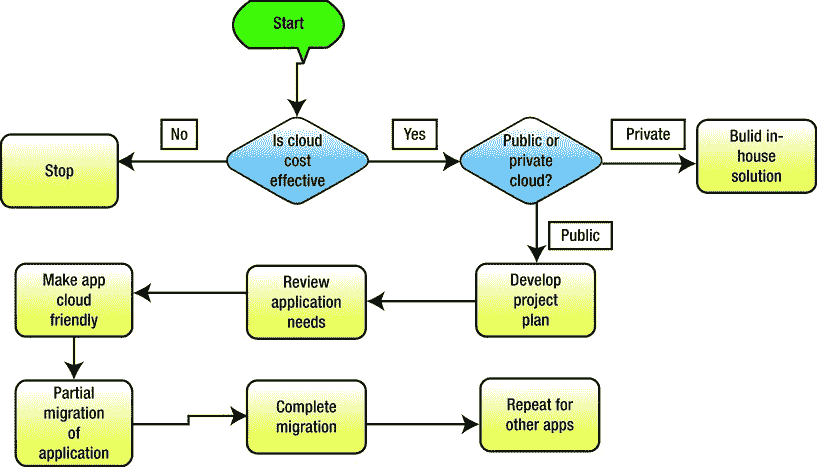 Start
No
Is cloud
cost
effective
Yes
Public or
private
cloud?
Private
Bulid in-
house
solution
Stop
Public
Make app
cloud
friendly
Review
application
needs
Develop
project
plan
Partial
migration
of
application
Complete
migration
Repeat for
other apps